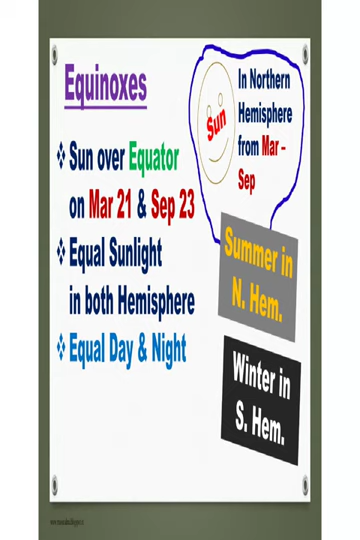 Equinoxes
❖ Sun over Equator
on Mar 21 & Sep 23
❖ Equal Sunlight
in both Hemisphere
❖ Equal Day & Night
Sun
In Northern
Hemisphere
from Mar –
Sep
Summer in
N. Hem.
Winter in
S. Hem.